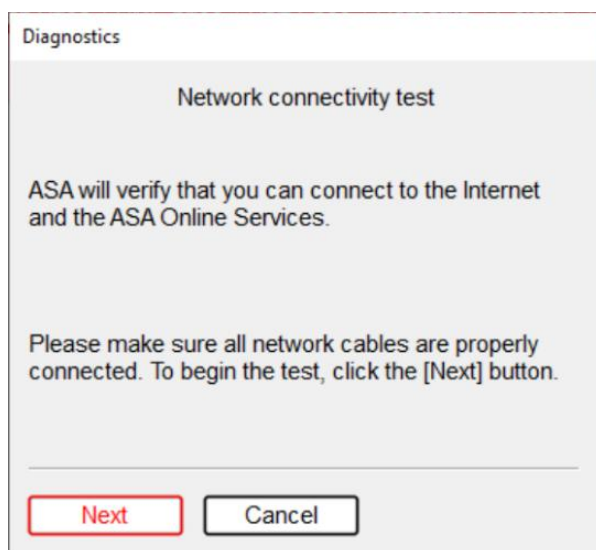 Diagnostics
Network connectivity test
ASA will verify that you can connect to the Internet
and the ASA Online Services.
Please make sure all network cables are properly
connected. To begin the test, click the [Next] button.
Next
Cancel